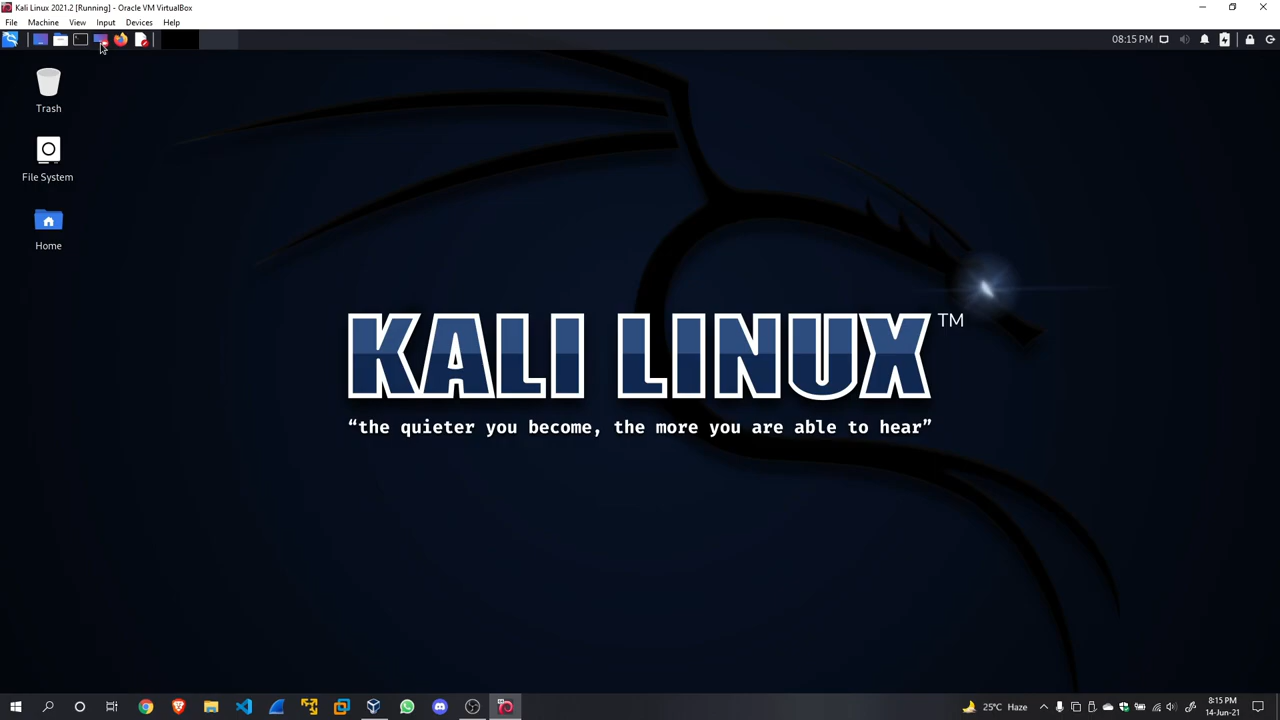 Kali Linux 2021.2 [Running] - Oracle VM VirtualBox
File Machine View Input Devices Help
08:15 PM
Trash
File System
Home
KALI LINUX™
“the quieter you become, the more you are able to hear”
25°C Haze
8:15 PM
14-Jun-21